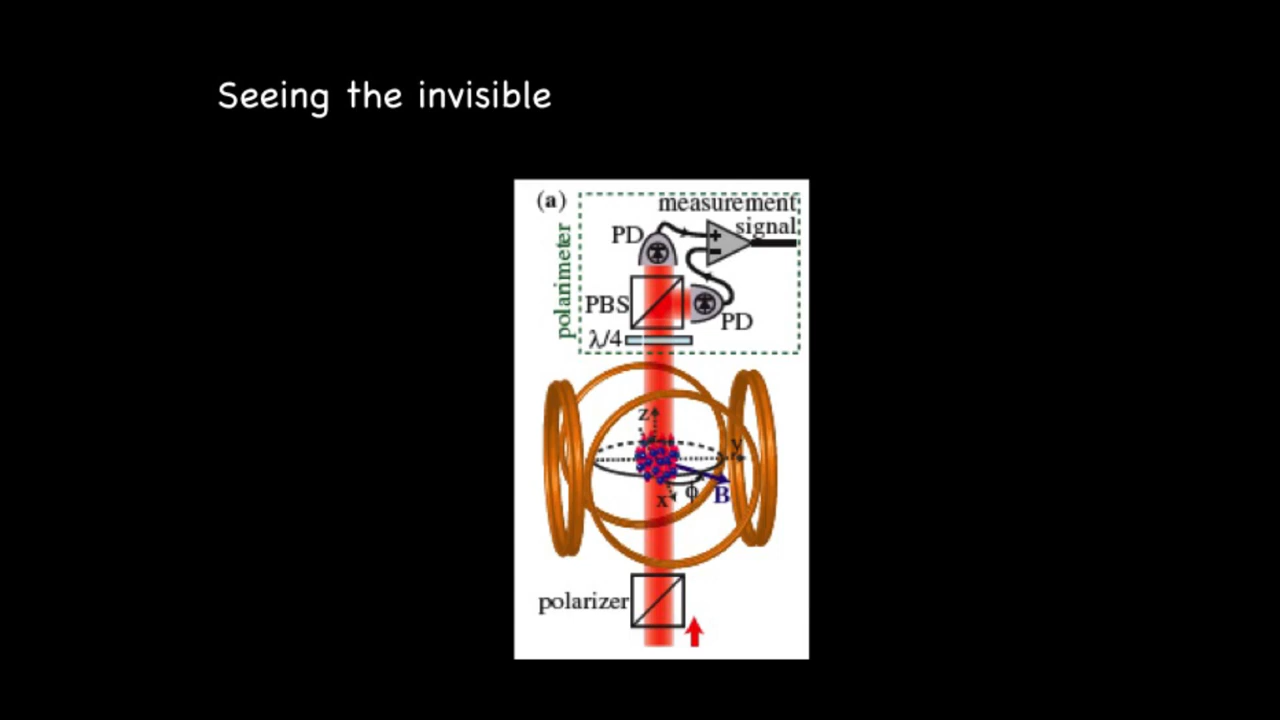 Seeing the invisible
(a)
measurement
signal
PD
+
-
polarimeter
PBS
PD
λ/4
z
y
x
ϕ
B
polarizer